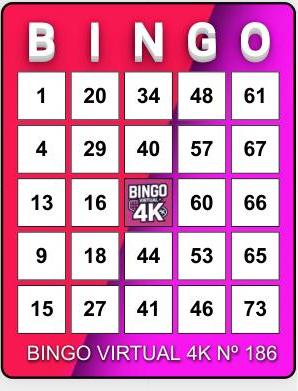 BINGO
1 20 34 48 61
4 29 40 57 67
13 16 BINGO VIRTUAL 4K 60 66
9 18 44 53 65
15 27 41 46 73
BINGO VIRTUAL 4K Nº 186